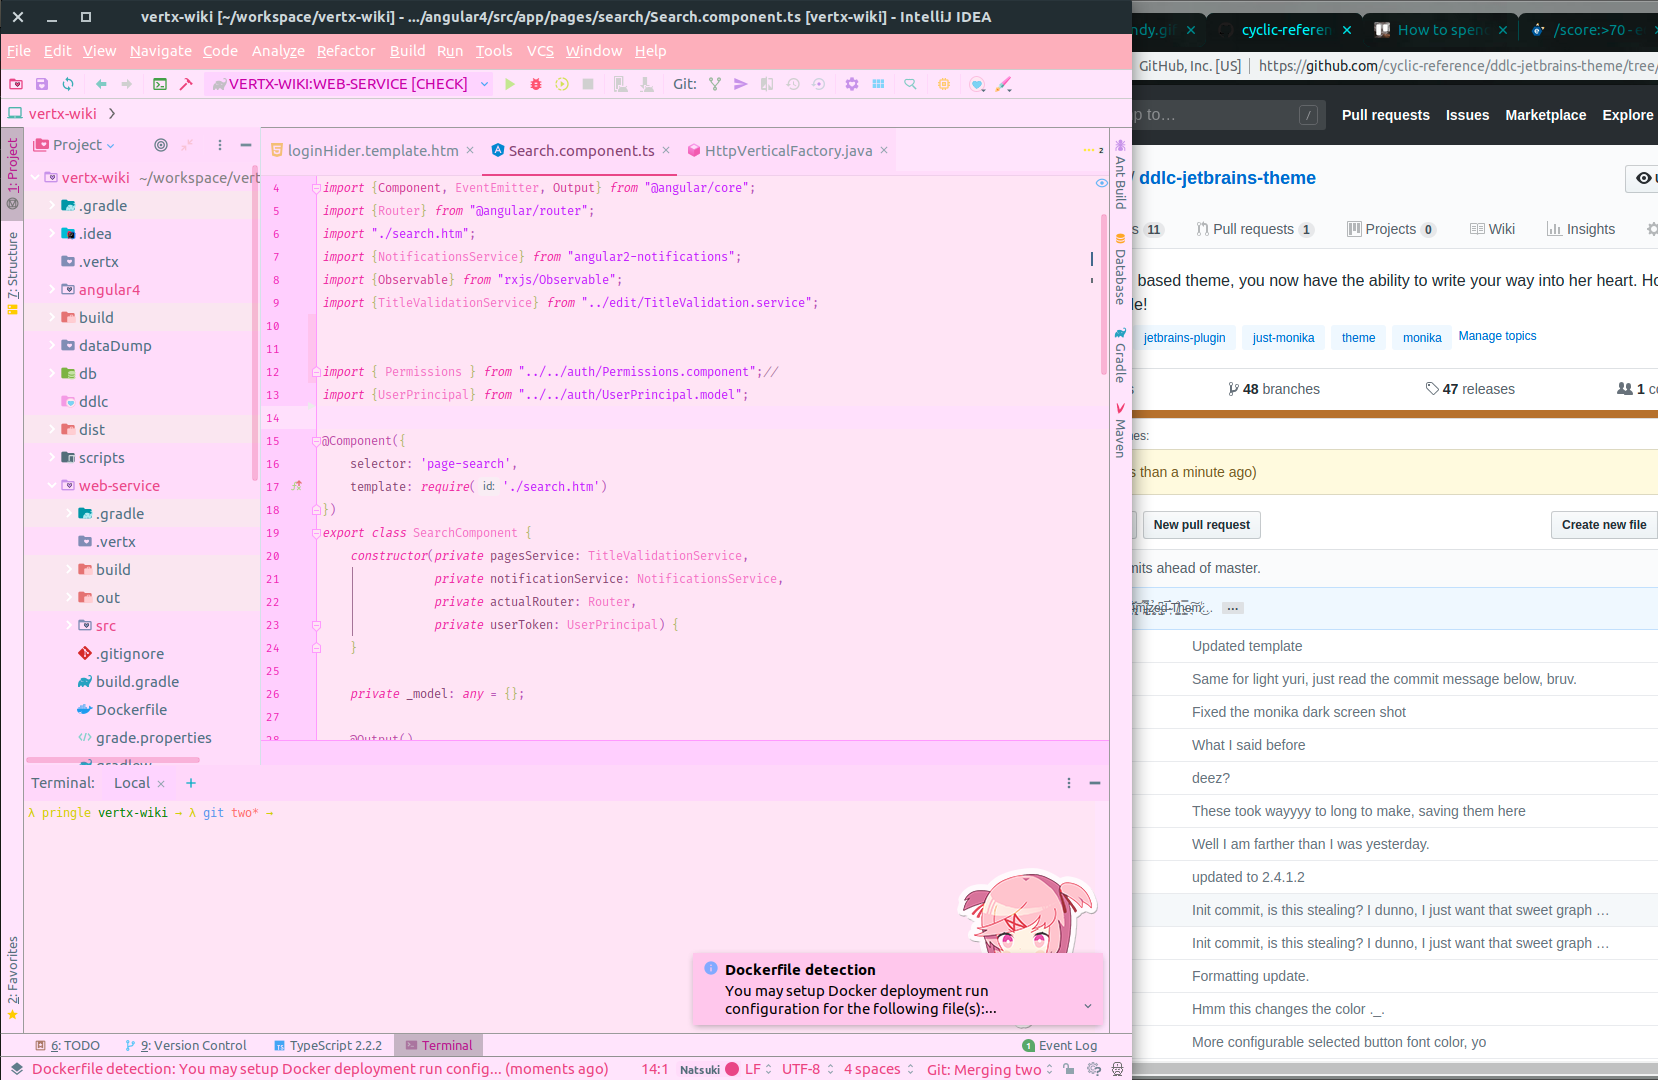 vertx-wiki [~/workspace/vertx-wiki] - .../angular4/src/app/pages/search/Search.component.ts [vertx-wiki] - IntelliJ IDEA
File Edit View Navigate Code Analyze Refactor Build Run Tools VCS Window Help
VERTX-WIKI:WEB-SERVICE [CHECK] Git:
vertx-wiki
1: Project
7: Structure
2: Favorites
Project
vertx-wiki ~/workspace/vert
.gradle
.idea
.vertx
angular4
build
dataDump
db
ddlc
dist
scripts
web-service
.gradle
.vertx
build
out
src
.gitignore
build.gradle
Dockerfile
grade.properties
gradlew
loginHider.template.htm Search.component.ts HttpVerticalFactory.java 2
4 import {Component, EventEmitter, Output} from "@angular/core";
5 import {Router} from "@angular/router";
6 import "./search.htm";
7 import {NotificationsService} from "angular2-notifications";
8 import {Observable} from "rxjs/Observable";
9 import {TitleValidationService} from "../edit/TitleValidation.service";
10
11
12 import { Permissions } from "../../auth/Permissions.component";//
13 import {UserPrincipal} from "../../auth/UserPrincipal.model";
14
15 @Component({
16 selector: 'page-search',
17 template: require( id: './search.htm')
18 })
19 export class SearchComponent {
20 constructor(private pagesService: TitleValidationService,
21 private notificationService: NotificationsService,
22 private actualRouter: Router,
23 private userToken: UserPrincipal) {
24 }
25
26 private _model: any = {};
27
28 @Output()
Ant Build
Database
Gradle
Maven
Terminal: Local +
λ pringle vertx-wiki → λ git two* →
Dockerfile detection
You may setup Docker deployment run
configuration for the following file(s):...
6: TODO 9: Version Control TypeScript 2.2.2 Terminal 1 Event Log
Dockerfile detection: You may setup Docker deployment run config... (moments ago) 14:1 Natsuki LF UTF-8 4 spaces Git: Merging two
ndy.gi cyclic-referen How to spen /score:>70 - e
GitHub, Inc. [US] https://github.com/cyclic-reference/ddlc-jetbrains-theme/tree/
p to... / Pull requests Issues Marketplace Explore
/ ddlc-jetbrains-theme
11 Pull requests 1 Projects 0 Wiki Insights
based theme, you now have the ability to write your way into her heart.
le!
jetbrains-plugin just-monika theme monika Manage topics
48 branches 47 releases 1
es:
than a minute ago)
New pull request Create new file
mits ahead of master.
Updated template
Same for light yuri, just read the commit message below, bruv.
Fixed the monika dark screen shot
What I said before
deez?
These took wayyyy to long to make, saving them here
Well I am farther than I was yesterday.
updated to 2.4.1.2
Init commit, is this stealing? I dunno, I just want that sweet graph …
Init commit, is this stealing? I dunno, I just want that sweet graph …
Formatting update.
Hmm this changes the color ._.
More configurable selected button font color, yo